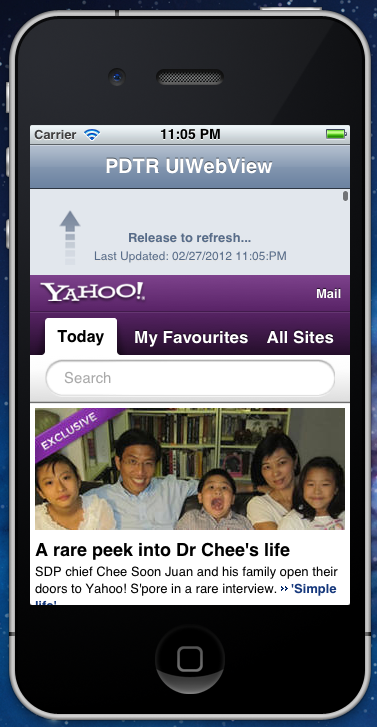 Carrier 11:05 PM
PDTR UIWebView
Release to refresh...
Last Updated: 02/27/2012 11:05:PM
YAHOO! Mail
Today My Favourites All Sites
Search
EXCLUSIVE
A rare peek into Dr Chee's life
SDP chief Chee Soon Juan and his family open their
doors to Yahoo! S'pore in a rare interview. ›› 'Simple
life'